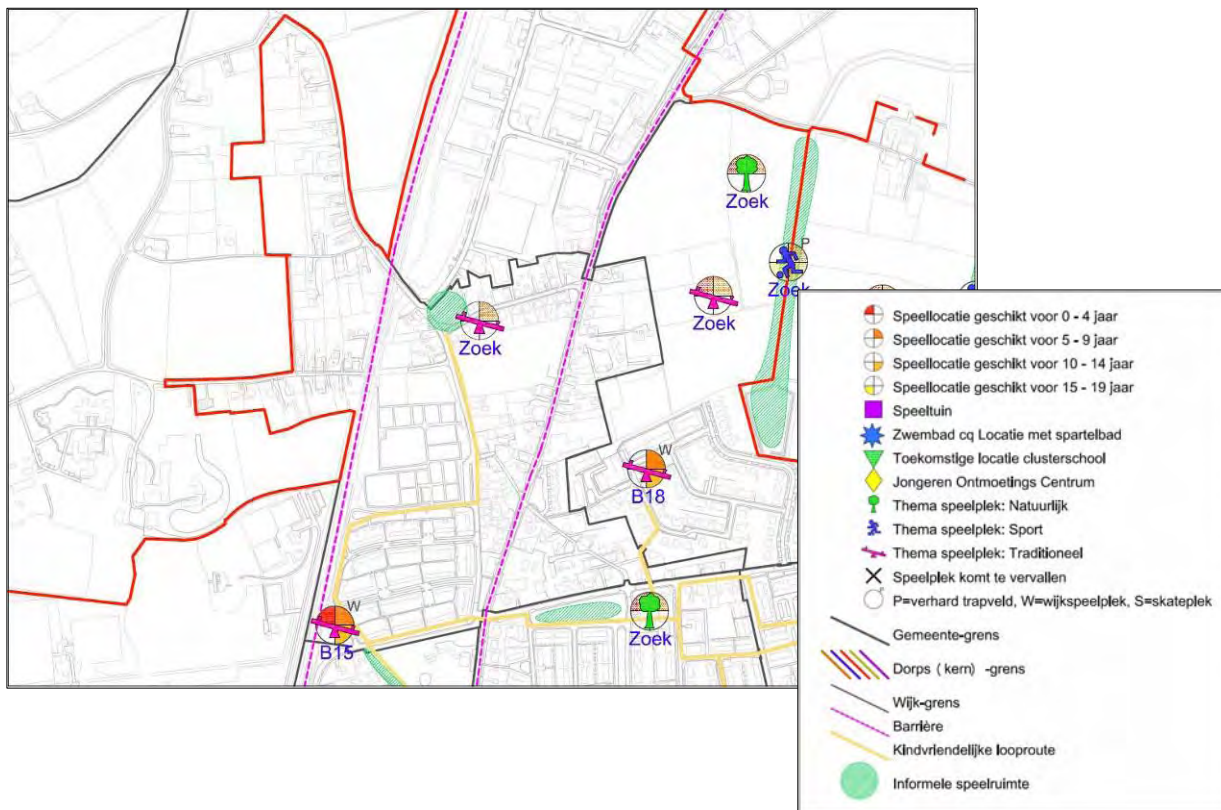 Zoek
P
Zoek
Zoek
Zoek
W
B18
W
B15
Zoek
Speellocatie geschikt voor 0 - 4 jaar
Speellocatie geschikt voor 5 - 9 jaar
Speellocatie geschikt voor 10 - 14 jaar
Speellocatie geschikt voor 15 - 19 jaar
Speeltuin
Zwembad cq Locatie met spartelbad
Toekomstige locatie clusterschool
Jongeren Ontmoetings Centrum
Thema speelplek: Natuurlijk
Thema speelplek: Sport
Thema speelplek: Traditioneel
Speelplek komt te vervallen
P=verhard trapveld, W=wijkspeelplek, S=skateplek
Gemeente-grens
Dorps (kern) -grens
Wijk-grens
Barrière
Kindvriendelijke looproute
Informele speelruimte